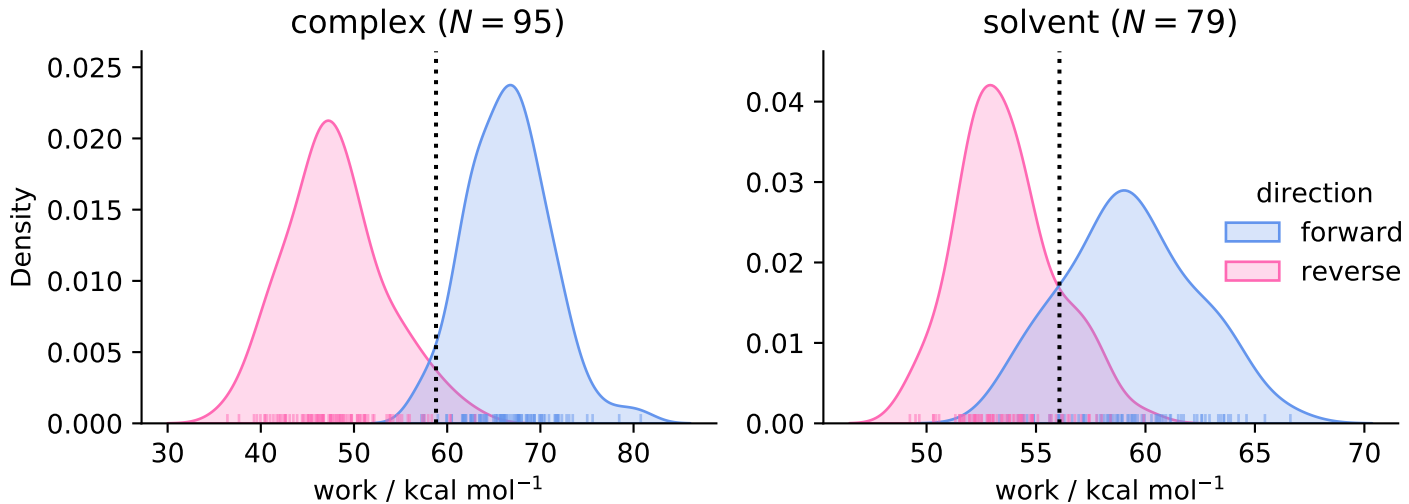 complex (N = 95)
0.025
0.020
0.015
0.010
0.005
0.000
Density
30 40 50 60 70 80
work / kcal mol⁻¹
solvent (N = 79)
0.04
0.03
0.02
0.01
0.00
50 55 60 65 70
work / kcal mol⁻¹
direction
forward
reverse